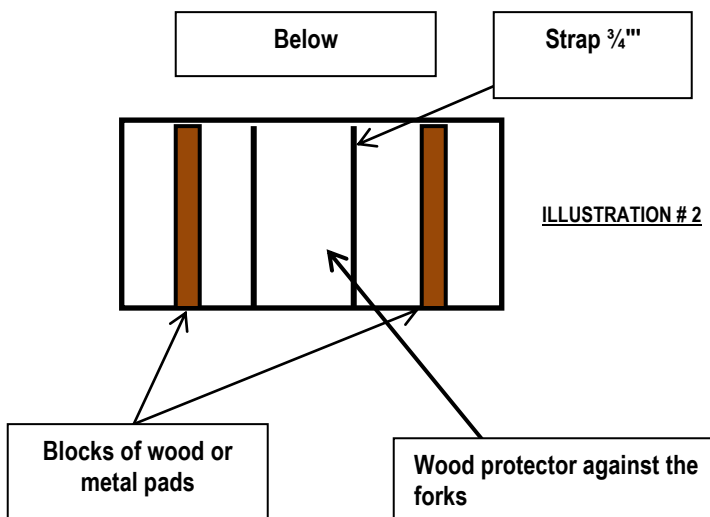 Below
Strap ¾"'
ILLUSTRATION # 2
Blocks of wood or
metal pads
Wood protector against the
forks